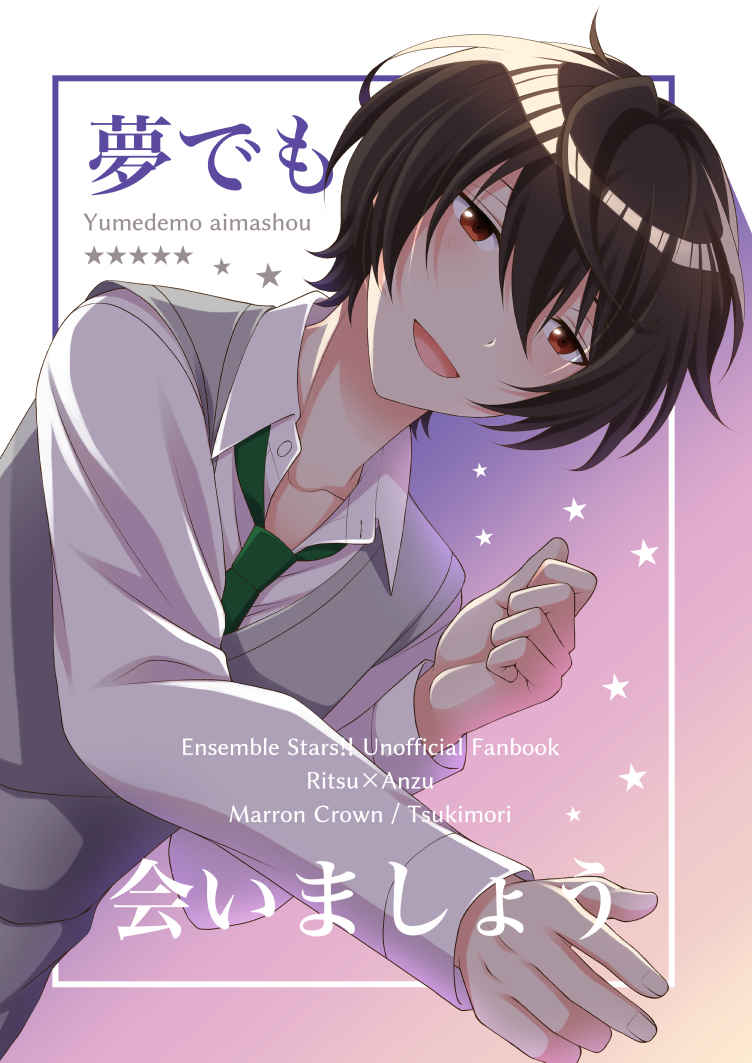 夢でも
Yumedemo aimashou
★★★★★ ★ ★
Ensemble Stars!! Unofficial Fanbook
Ritsu×Anzu
Marron Crown / Tsukimori
会いましょう